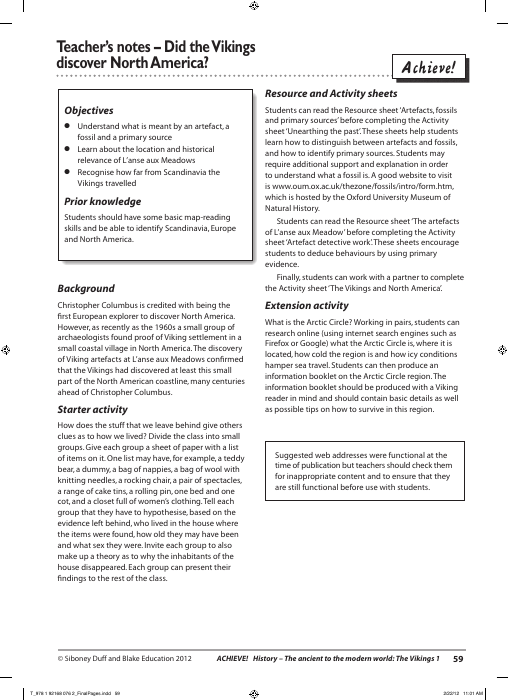 Teacher's notes – Did the Vikings
discover North America?
Achieve!
Objectives
● Understand what is meant by an artefact, a
fossil and a primary source
● Learn about the location and historical
relevance of L'anse aux Meadows
● Recognise how far from Scandinavia the
Vikings travelled
Prior knowledge
Students should have some basic map-reading
skills and be able to identify Scandinavia, Europe
and North America.
Background
Christopher Columbus is credited with being the
first European explorer to discover North America.
However, as recently as the 1960s a small group of
archaeologists found proof of Viking settlement in a
small coastal village in North America. The discovery
of Viking artefacts at L'anse aux Meadows confirmed
that the Vikings had discovered at least this small
part of the North American coastline, many centuries
ahead of Christopher Columbus.
Starter activity
How does the stuff that we leave behind give others
clues as to how we lived? Divide the class into small
groups. Give each group a sheet of paper with a list
of items on it. One list may have, for example, a teddy
bear, a dummy, a bag of nappies, a bag of wool with
knitting needles, a rocking chair, a pair of spectacles,
a range of cake tins, a rolling pin, one bed and one
cot, and a closet full of women's clothing. Tell each
group that they have to hypothesise, based on the
evidence left behind, who lived in the house where
the items were found, how old they may have been
and what sex they were. Invite each group to also
make up a theory as to why the inhabitants of the
house disappeared. Each group can present their
findings to the rest of the class.
Resource and Activity sheets
Students can read the Resource sheet 'Artefacts, fossils
and primary sources' before completing the Activity
sheet 'Unearthing the past'. These sheets help students
learn how to distinguish between artefacts and fossils,
and how to identify primary sources. Students may
require additional support and explanation in order
to understand what a fossil is. A good website to visit
is www.oum.ox.ac.uk/thezone/fossils/intro/form.htm,
which is hosted by the Oxford University Museum of
Natural History.
Students can read the Resource sheet 'The artefacts
of L'anse aux Meadow' before completing the Activity
sheet 'Artefact detective work'. These sheets encourage
students to deduce behaviours by using primary
evidence.
Finally, students can work with a partner to complete
the Activity sheet 'The Vikings and North America'.
Extension activity
What is the Arctic Circle? Working in pairs, students can
research online (using internet search engines such as
Firefox or Google) what the Arctic Circle is, where it is
located, how cold the region is and how icy conditions
hamper sea travel. Students can then produce an
information booklet on the Arctic Circle region. The
information booklet should be produced with a Viking
reader in mind and should contain basic details as well
as possible tips on how to survive in this region.
Suggested web addresses were functional at the
time of publication but teachers should check them
for inappropriate content and to ensure that they
are still functional before use with students.
© Siboney Duff and Blake Education 2012 ACHIEVE! History – The ancient to the modern world: The Vikings 1 59